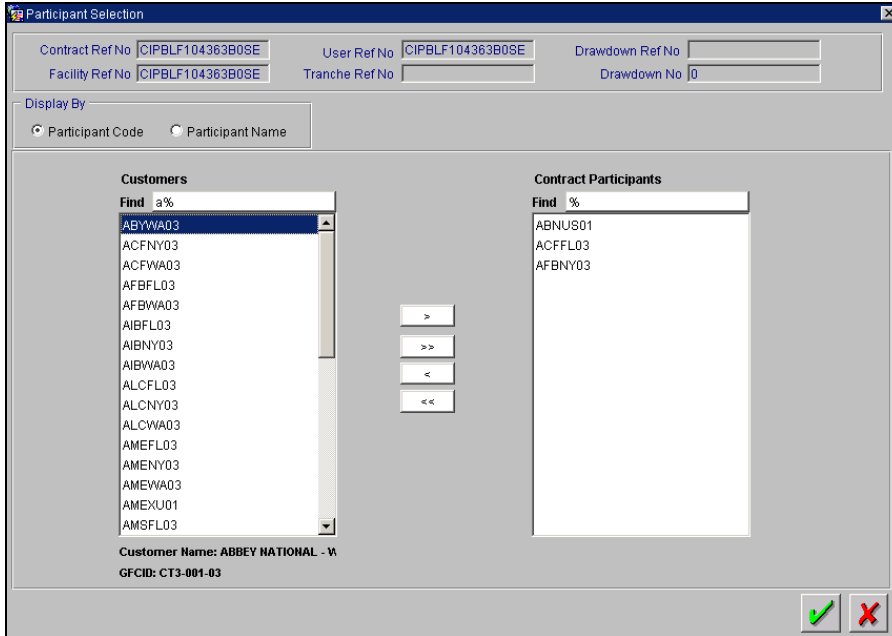 Participant Selection
Contract Ref No CIPBLF104363B0SE User Ref No CIPBLF104363B0SE Drawdown Ref No
Facility Ref No CIPBLF104363B0SE Tranche Ref No Drawdown No 0
Display By
Participant Code Participant Name
Customers Contract Participants
Find a% Find %
ABYWA03 ABNUS01
ACFNY03 ACFFL03
ACFWA03 AFBNY03
AFBFL03
AFBWA03
AIBFL03
AIBNY03 >
AIBWA03 >>
ALCFL03 <
ALCNY03 <<
ALCWA03
AMEFL03
AMENY03
AMEWA03
AMEXU01
AMSFL03
Customer Name: ABBEY NATIONAL - W
GFCID: CT3-001-03